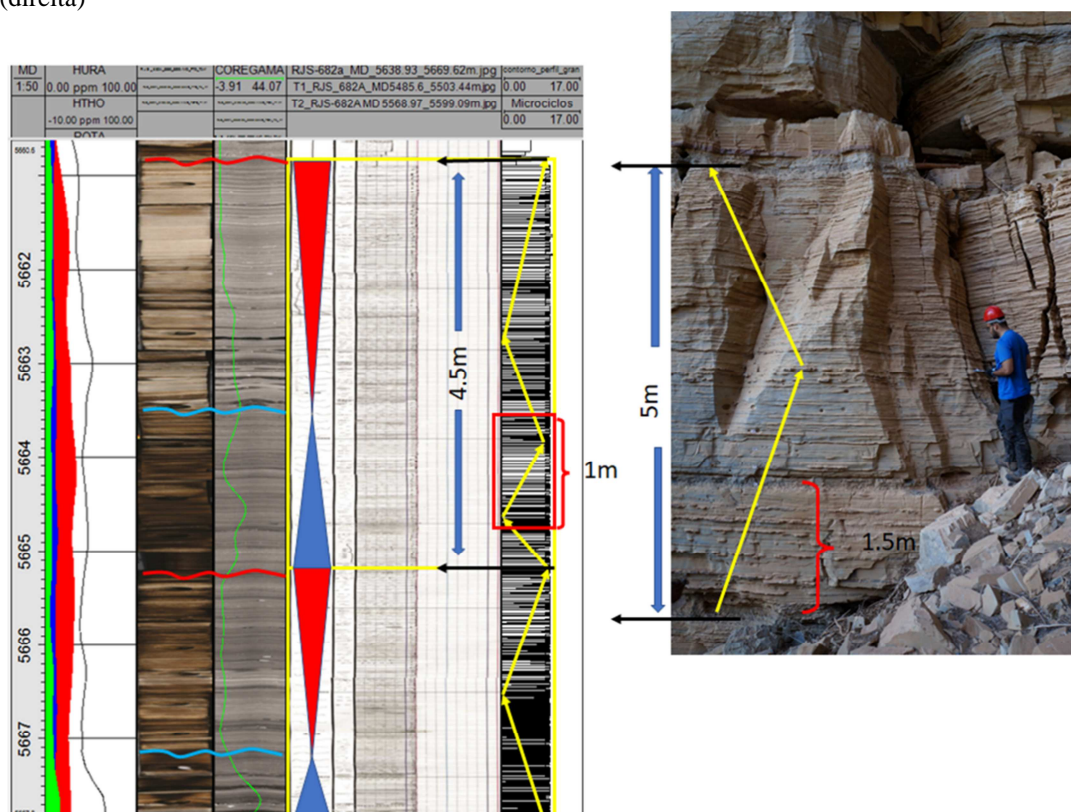 (direita)
MD
HURA
COREGAMA
RJS-682a_MD_5638.93_5669.62m.jpg
contorno_perfil_gran
1:50
0.00 ppm 100.00
-3.91 44.07
T1_RJS_682A_MD5485.6_5503.44m.jpg
0.00 17.00
HTHO
T2_RJS-682A MD 5568.97_5599.09m.jpg
Microciclos
-10.00 ppm 100.00
0.00 17.00
POTA
5662
5663
4.5m
5m
5664
1m
5665
1.5m
5666
5667